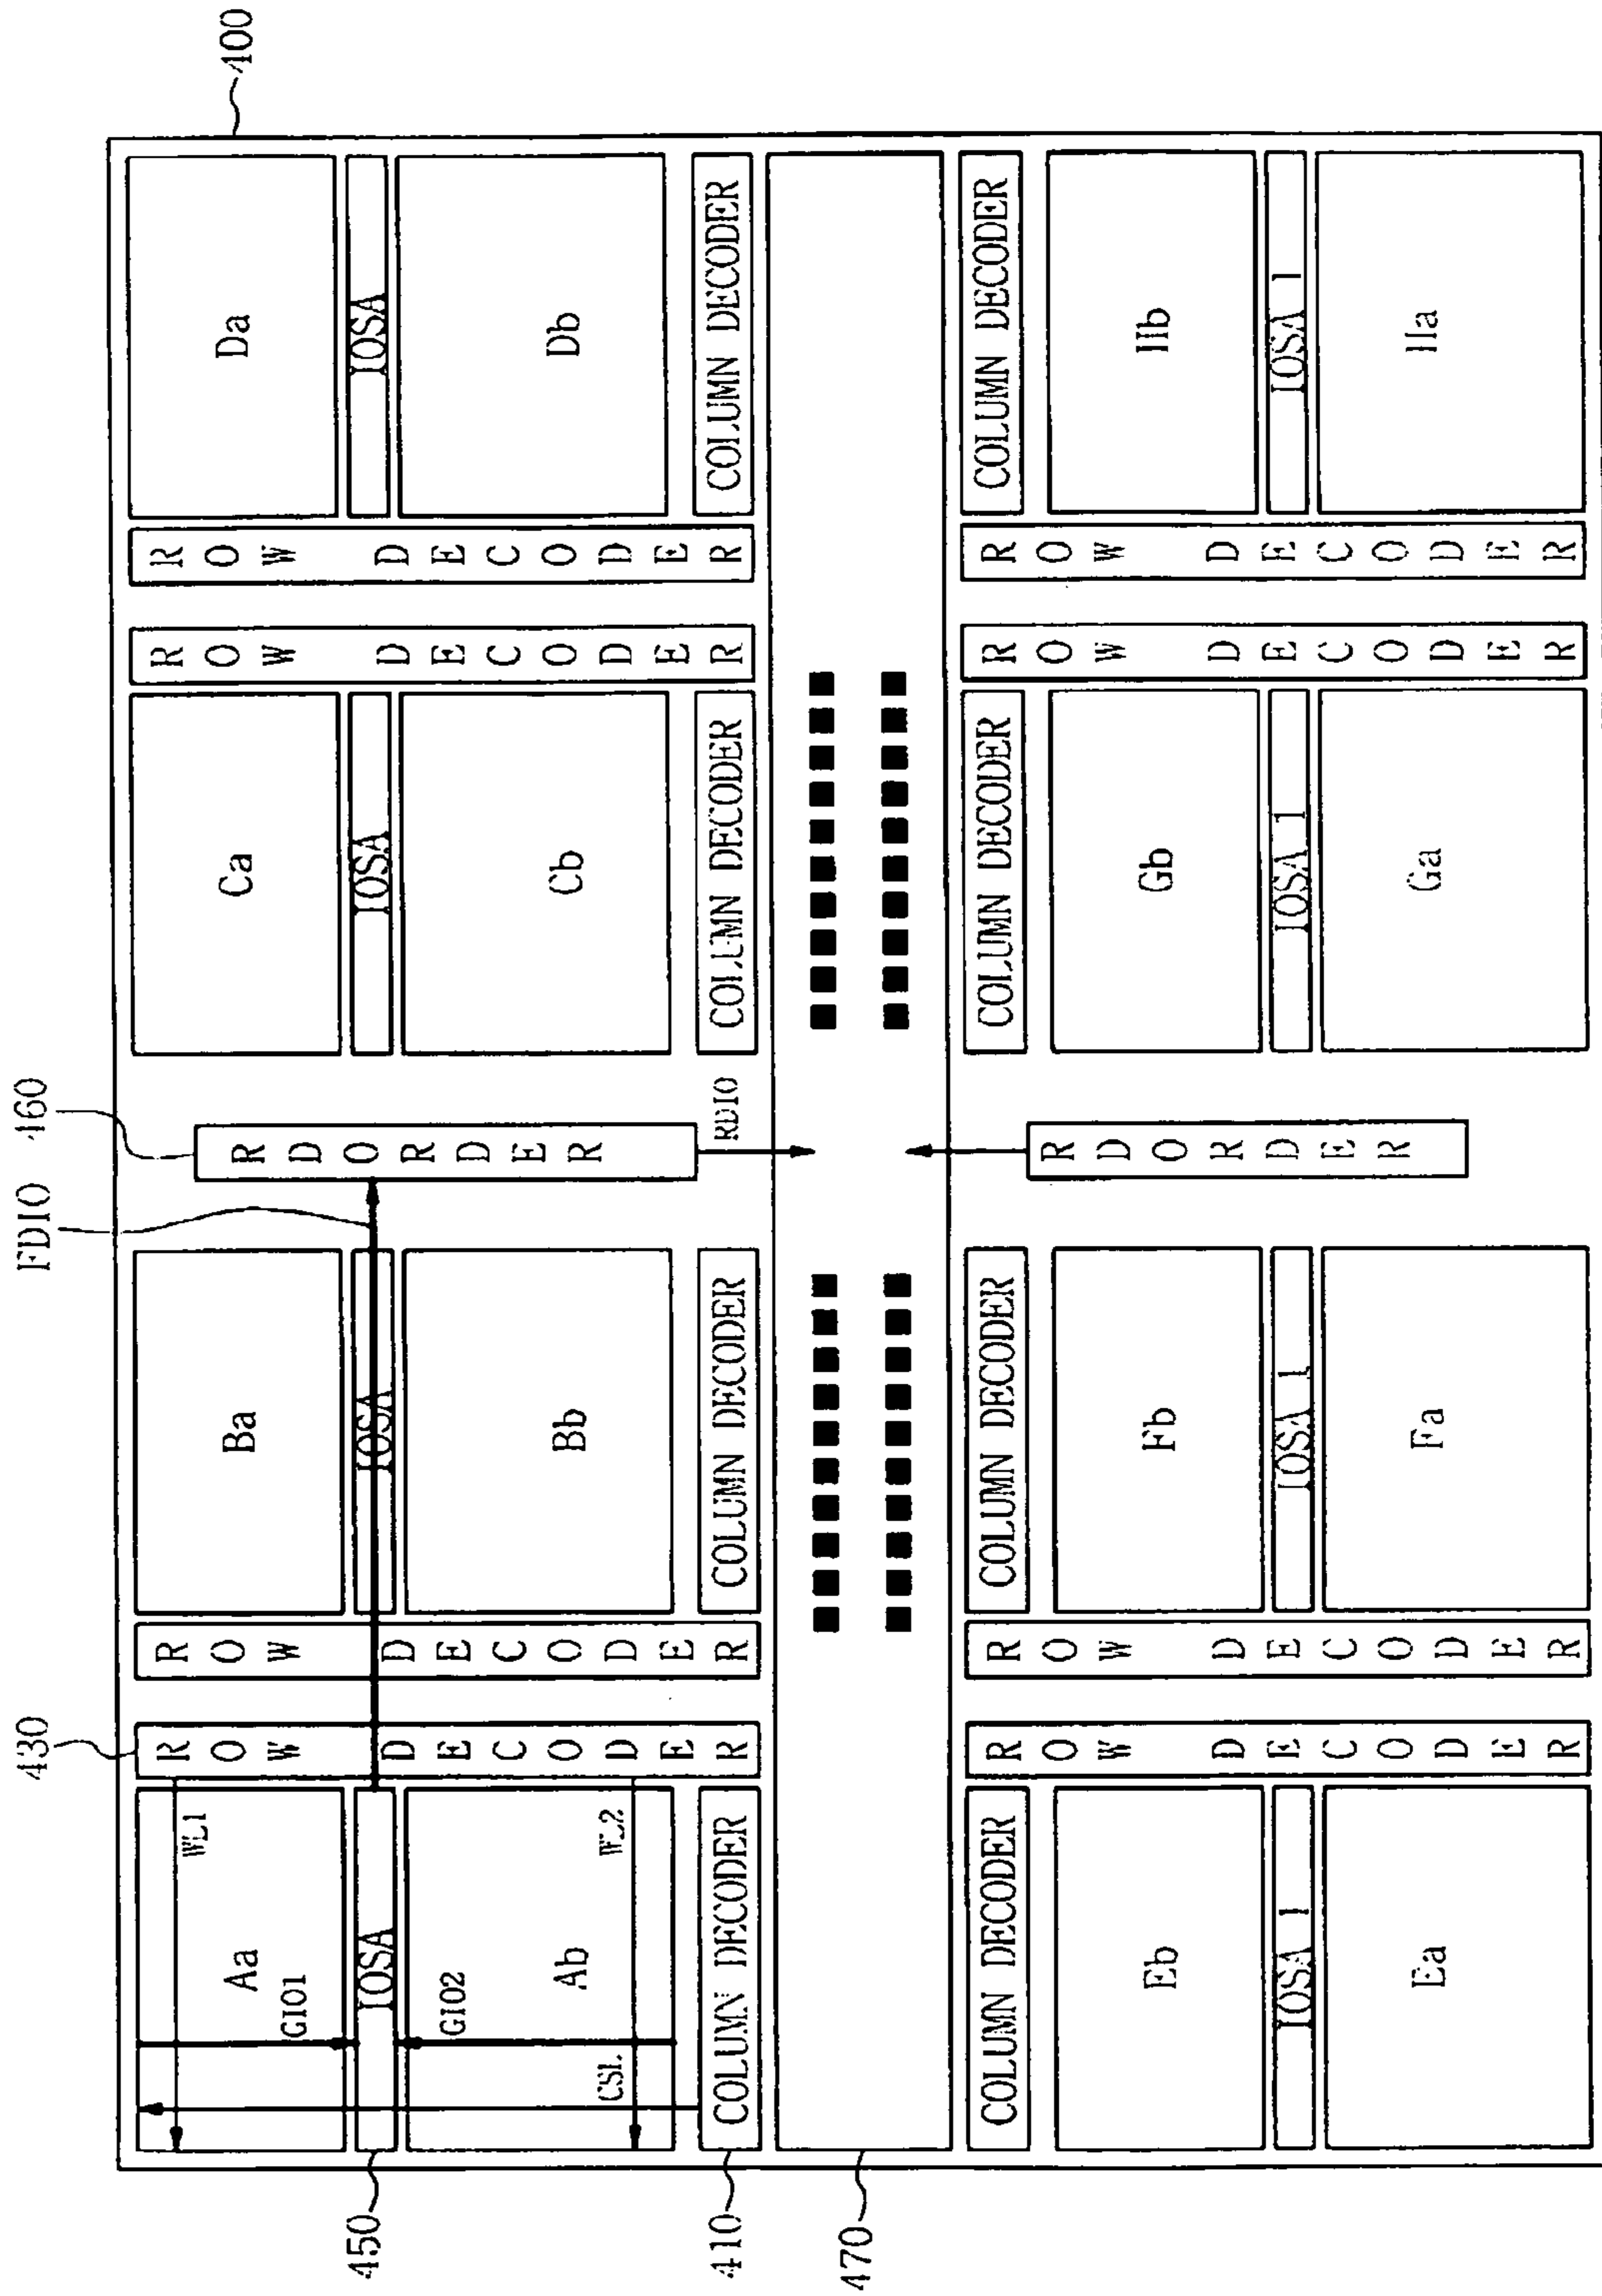 430
FDIO
460
400
WL1
Aa
GIO1
450
IOSA
GIO2
Ab
WL2
CSL
410
COLUMN DECODER
ROW DECODER
ROW DECODER
Ba
IOSA
Bb
COLUMN DECODER
RDORDER
RDIO
Ca
IOSA
Cb
COLUMN DECODER
ROW DECODER
ROW DECODER
Da
IOSA
Db
COLUMN DECODER
470
COLUMN DECODER
Eb
IOSA 1
Ea
ROW DECODER
ROW DECODER
COLUMN DECODER
Fb
IOSA 1
Fa
RDORDER
COLUMN DECODER
Gb
IOSA 1
Ga
ROW DECODER
ROW DECODER
COLUMN DECODER
Hb
IOSA 1
Ha